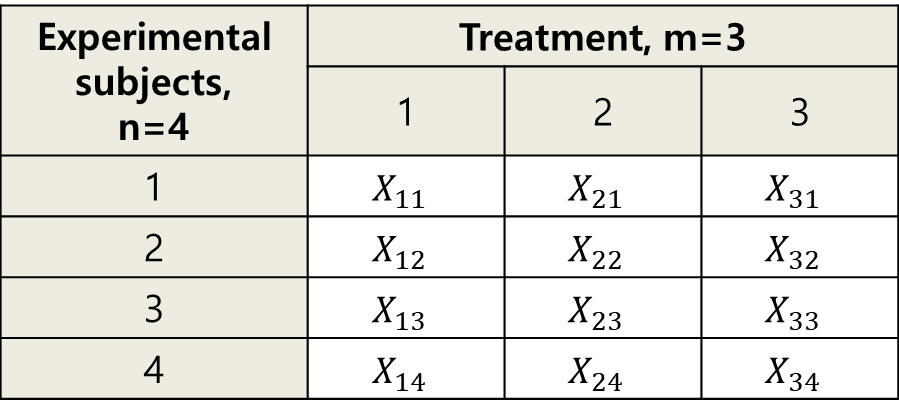 Experimental
subjects,
n=4
Treatment, m=3
1 2 3
1 X₁₁ X₂₁ X₃₁
2 X₁₂ X₂₂ X₃₂
3 X₁₃ X₂₃ X₃₃
4 X₁₄ X₂₄ X₃₄